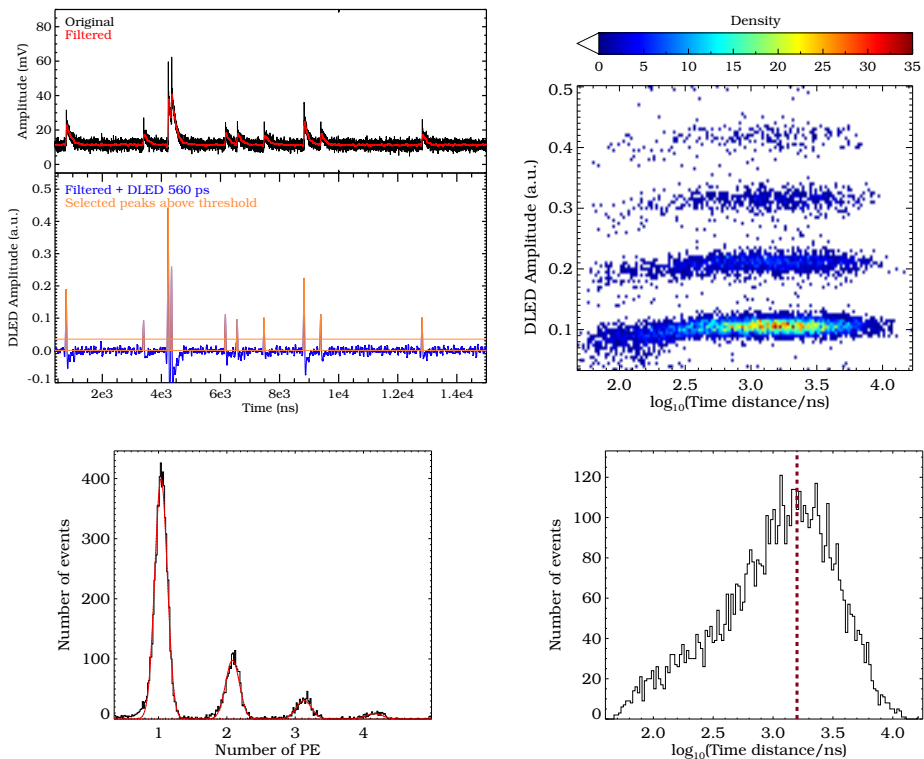 Original
Filtered
Amplitude (mV)
80
60
40
20
0
Filtered + DLED 560 ps
Selected peaks above threshold
DLED Amplitude (a.u.)
0.5
0.4
0.3
0.2
0.1
0.0
-0.1
2e3 4e3 6e3 8e3 1e4 1.2e4 1.4e4
Time (ns)
Density
0 5 10 15 20 25 30 35
DLED Amplitude (a.u.)
0.5
0.4
0.3
0.2
0.1
2.0 2.5 3.0 3.5 4.0
log₁₀(Time distance/ns)
Number of events
400
300
200
100
0
1 2 3 4
Number of PE
Number of events
120
100
80
60
40
20
0
2.0 2.5 3.0 3.5 4.0
log₁₀(Time distance/ns)